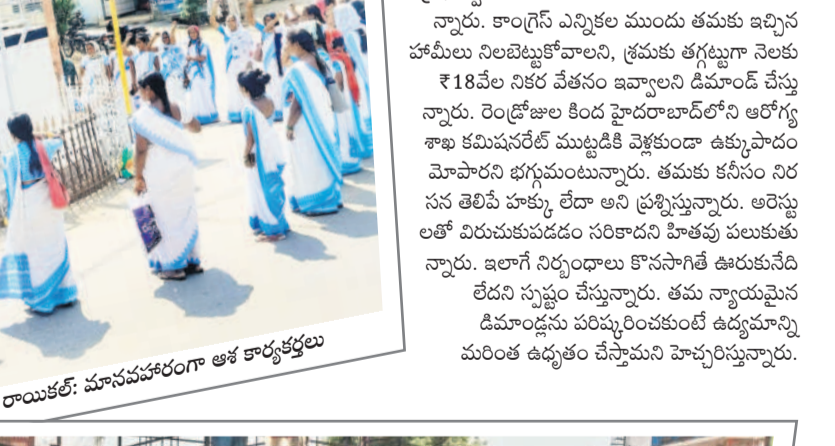 న్నారు. కాంగ్రెస్ ఎన్నికల ముందు తమకు ఇచ్చిన
హామీలు నిలబెట్టుకోవాలని, శ్రమకు తగ్గట్టుగా నెలకు
₹18వేల నికర వేతనం ఇవ్వాలని డిమాండ్ చేస్తు
న్నారు. రెండ్రోజుల కింద హైదరాబాద్‌లోని ఆరోగ్య
శాఖ కమిషనరేట్ ముట్టడికి వెళ్లకుండా ఉక్కుపాదం
మోపారని భగ్గుమంటున్నారు. తమకు కనీసం నిర
సన తెలిపే హక్కు లేదా అని ప్రశ్నిస్తున్నారు. అరెస్టు
లతో విరుచుకుపడడం సరికాదని హితవు పలుకుతు
న్నారు. ఇలాగే నిర్బంధాలు కొనసాగితే ఊరుకునేది
లేదని స్పష్టం చేస్తున్నారు. తమ న్యాయమైన
డిమాండ్లను పరిష్కరించకుంటే ఉద్యమాన్ని
మరింత ఉధృతం చేస్తామని హెచ్చరిస్తున్నారు.
రాయికల్: మానవహారంగా ఆశ కార్యకర్తలు